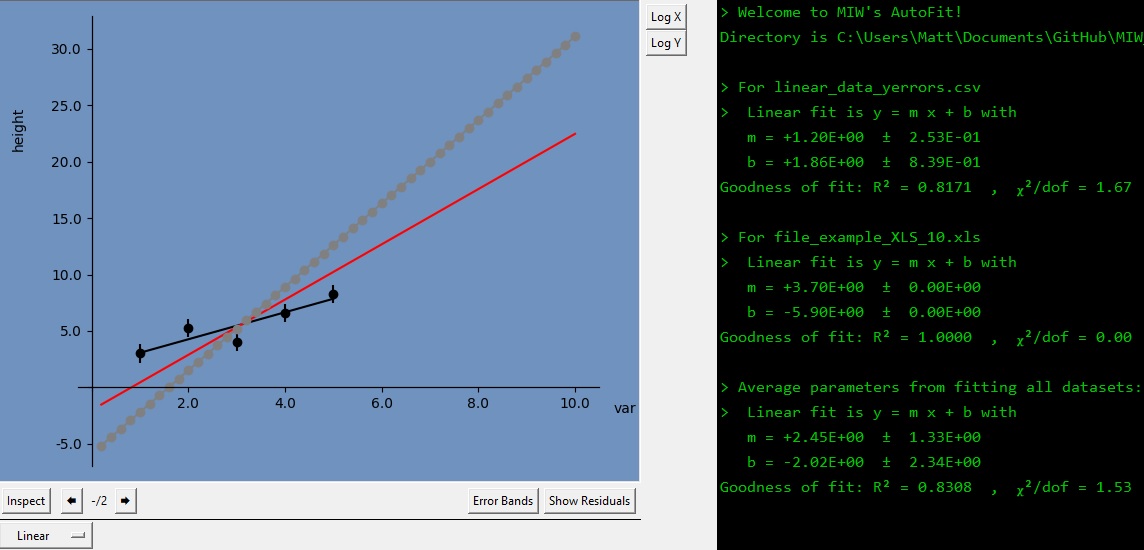 30.0
25.0
20.0
15.0
10.0
5.0
-5.0
height
2.0 4.0 6.0 8.0 10.0
var
Inspect 🡄 -/2 🡆 Error Bands Show Residuals
Linear
Log X
Log Y
> Welcome to MIW's AutoFit!
Directory is C:\Users\Matt\Documents\GitHub\MIW
> For linear_data_yerrors.csv
> Linear fit is y = m x + b with
m = +1.20E+00 ± 2.53E-01
b = +1.86E+00 ± 8.39E-01
Goodness of fit: R² = 0.8171 , χ²/dof = 1.67
> For file_example_XLS_10.xls
> Linear fit is y = m x + b with
m = +3.70E+00 ± 0.00E+00
b = -5.90E+00 ± 0.00E+00
Goodness of fit: R² = 1.0000 , χ²/dof = 0.00
> Average parameters from fitting all datasets:
> Linear fit is y = m x + b with
m = +2.45E+00 ± 1.33E+00
b = -2.02E+00 ± 2.34E+00
Goodness of fit: R² = 0.8308 , χ²/dof = 1.53